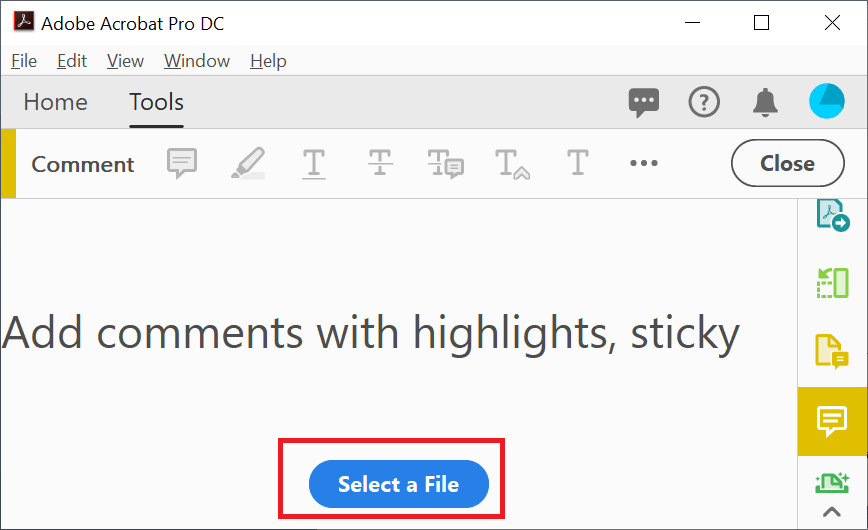 Adobe Acrobat Pro DC
File Edit View Window Help
Home Tools
Comment T T T T T Close
Add comments with highlights, sticky
Select a File